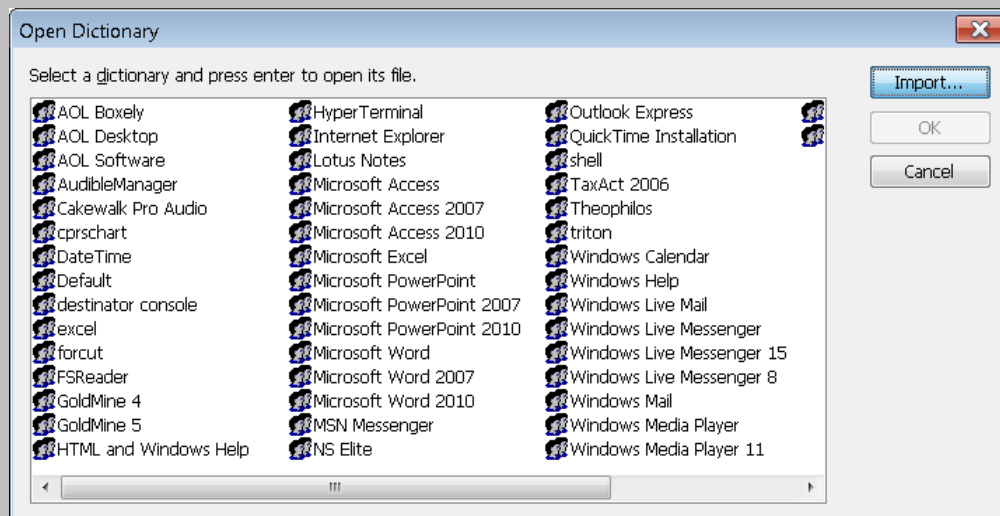 Open Dictionary
Select a dictionary and press enter to open its file.
AOL Boxely
AOL Desktop
AOL Software
AudibleManager
Cakewalk Pro Audio
cprschart
DateTime
Default
destinator console
excel
forcut
FSReader
GoldMine 4
GoldMine 5
HTML and Windows Help
HyperTerminal
Internet Explorer
Lotus Notes
Microsoft Access
Microsoft Access 2007
Microsoft Access 2010
Microsoft Excel
Microsoft PowerPoint
Microsoft PowerPoint 2007
Microsoft PowerPoint 2010
Microsoft Word
Microsoft Word 2007
Microsoft Word 2010
MSN Messenger
NS Elite
Outlook Express
QuickTime Installation
shell
TaxAct 2006
Theophilos
triton
Windows Calendar
Windows Help
Windows Live Mail
Windows Live Messenger
Windows Live Messenger 15
Windows Live Messenger 8
Windows Mail
Windows Media Player
Windows Media Player 11
Import...
OK
Cancel